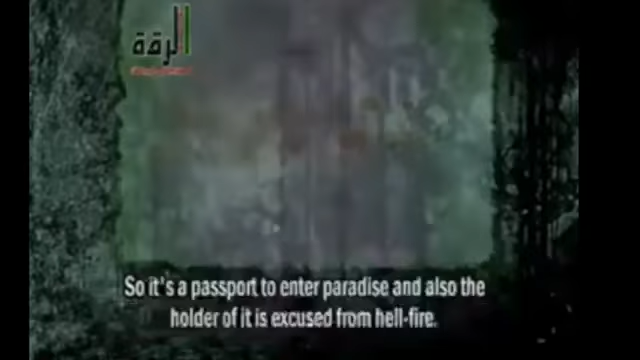 الرقة
So it's a passport to enter paradise and also the
holder of it is excused from hell-fire.